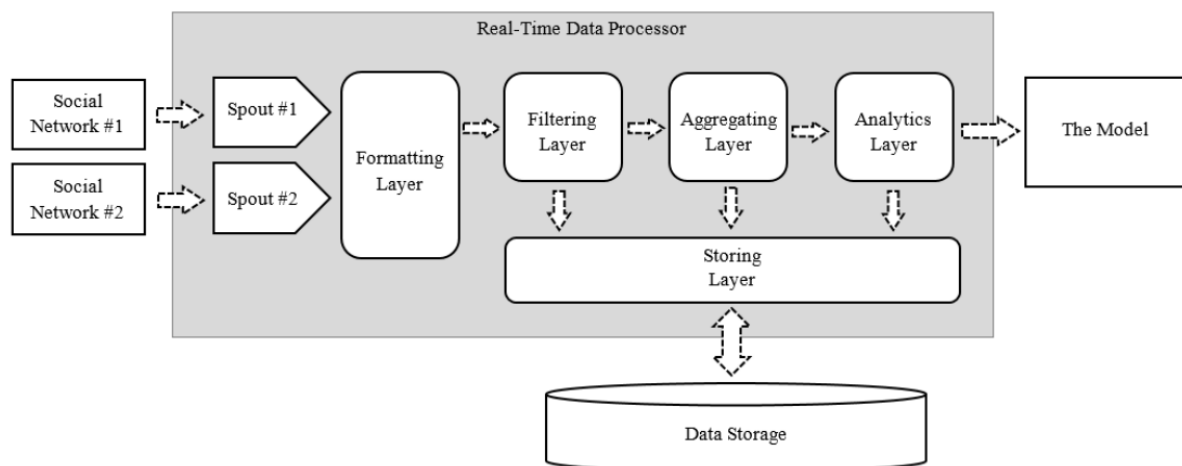 Real-Time Data Processor
Social
Network #1
Spout #1
Social
Network #2
Spout #2
Formatting
Layer
Filtering
Layer
Aggregating
Layer
Analytics
Layer
The Model
Storing
Layer
Data Storage